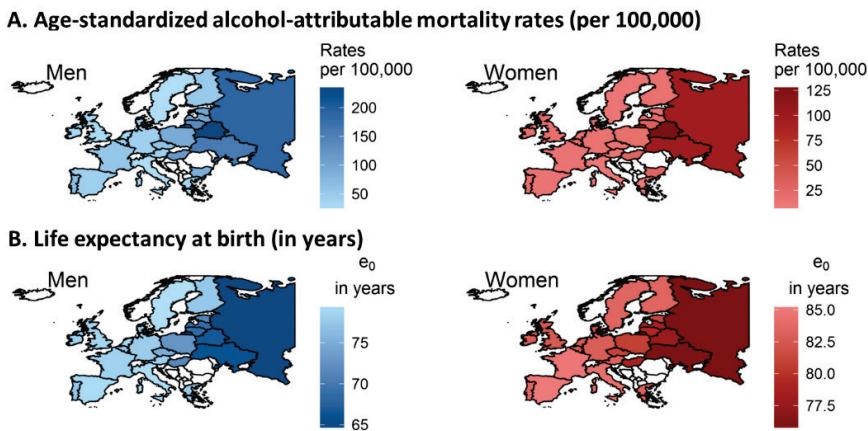 A. Age-standardized alcohol-attributable mortality rates (per 100,000)
Men
Rates
per 100,000
200
150
100
50
Women
Rates
per 100,000
125
100
75
50
25
B. Life expectancy at birth (in years)
Men
e₀
in years
75
70
65
Women
e₀
in years
85.0
82.5
80.0
77.5